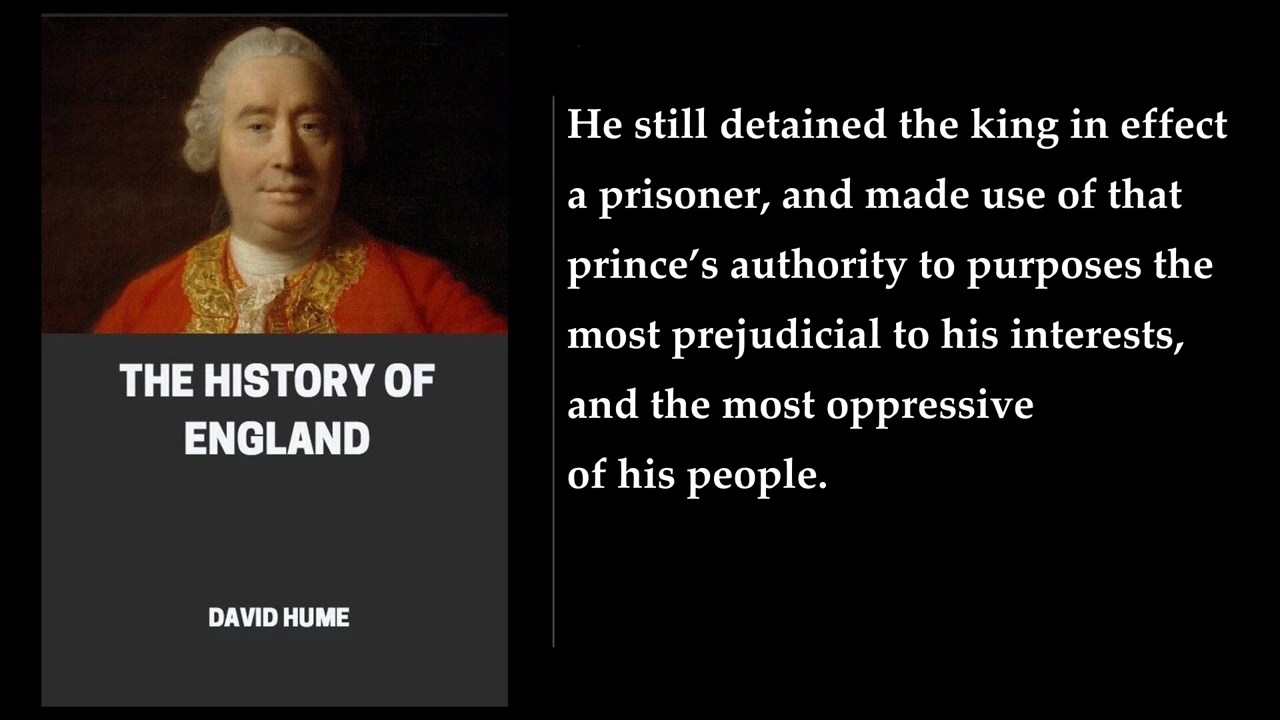 THE HISTORY OF
ENGLAND
DAVID HUME
He still detained the king in effect
a prisoner, and made use of that
prince’s authority to purposes the
most prejudicial to his interests,
and the most oppressive
of his people.